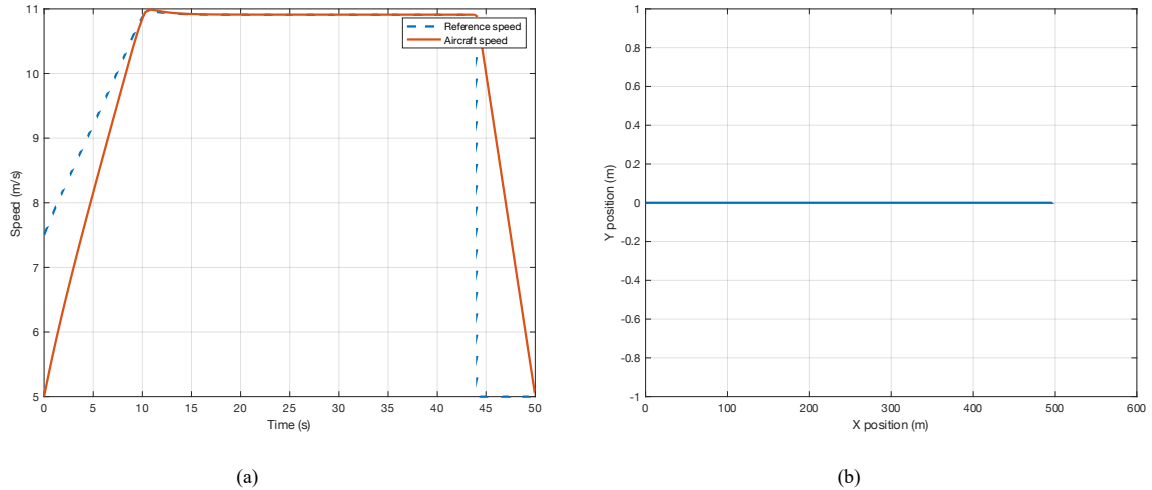 11
10
9
8
7
6
5
Speed (m/s)
0 5 10 15 20 25 30 35 40 45 50
Time (s)
Reference speed
Aircraft speed
(a)
1
0.8
0.6
0.4
0.2
0
-0.2
-0.4
-0.6
-0.8
-1
Y position (m)
0 100 200 300 400 500 600
X position (m)
(b)